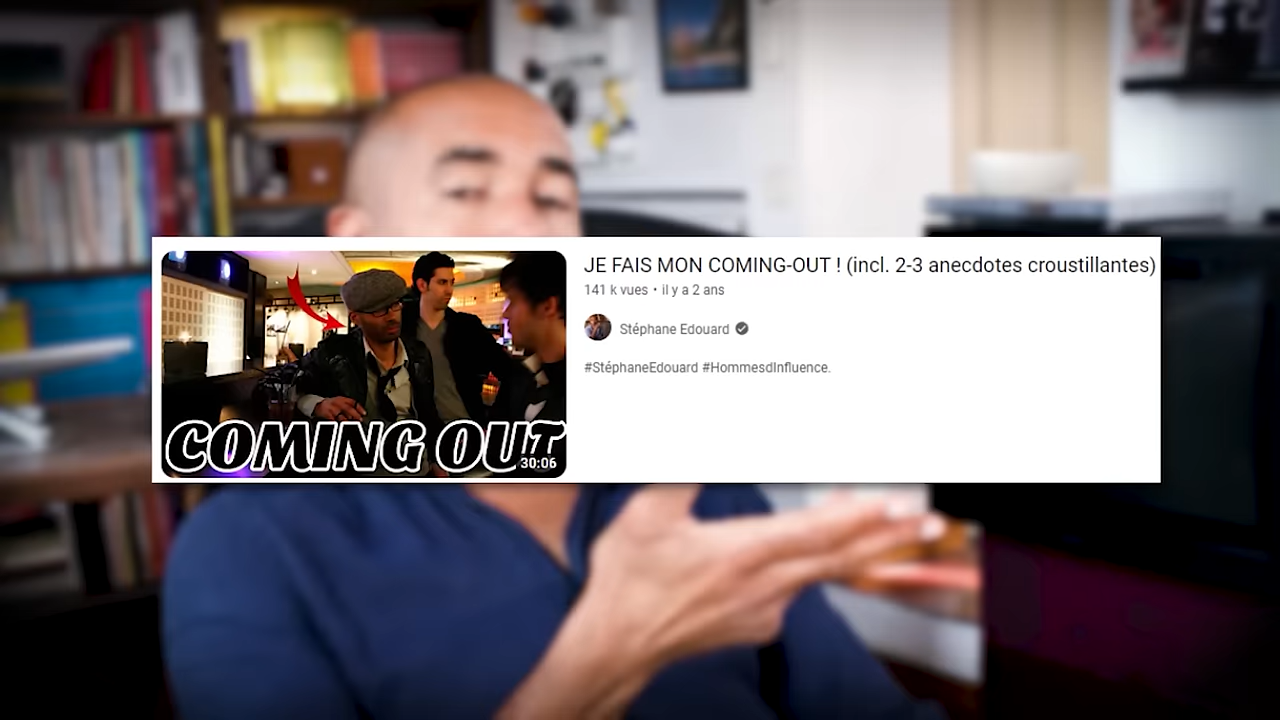 JE FAIS MON COMING-OUT ! (incl. 2-3 anecdotes croustillantes)
141 k vues • il y a 2 ans
Stéphane Edouard
#StéphaneEdouard #HommesdInfluence.
COMING OUT
30:06